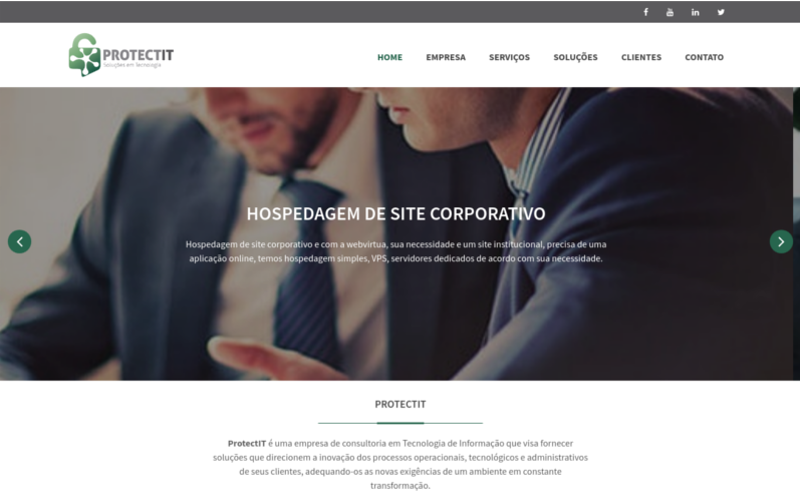 PROTECTIT
Soluções em Tecnologia
HOME EMPRESA SERVIÇOS SOLUÇÕES CLIENTES CONTATO
HOSPEDAGEM DE SITE CORPORATIVO
Hospedagem de site corporativo e com a webvirtua, sua necessidade e um site institucional, precisa de uma
aplicação online, temos hospedagem simples, VPS, servidores dedicados de acordo com sua necessidade.
PROTECTIT
ProtectIT é uma empresa de consultoria em Tecnologia de Informação que visa fornecer
soluções que direcionem a inovação dos processos operacionais, tecnológicos e administrativos
de seus clientes, adequando-os as novas exigências de um ambiente em constante
transformação.